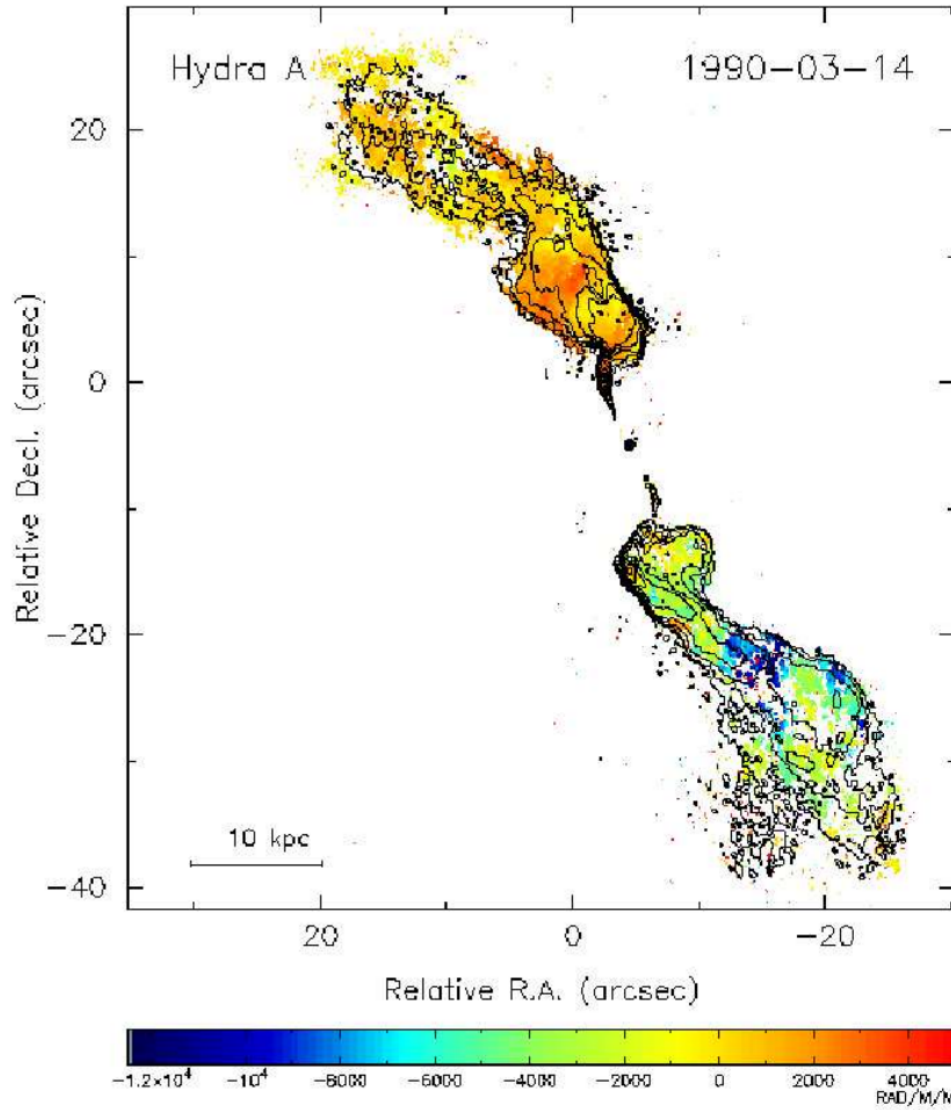 Hydra A 1990-03-14
20
0
-20
-40
Relative Decl. (arcsec)
10 kpc
20 0 -20
Relative R.A. (arcsec)
-1.2×10⁴ -10⁴ -8000 -6000 -4000 -2000 0 2000 4000
RAD/M/M